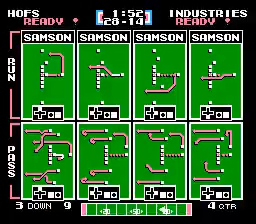 HOFS 1:52 INDUSTRIES
READY ! 28-14 READY !
SAMSON SAMSON SAMSON SAMSON
RUN
PASS
3 DOWN 9 4 QTR